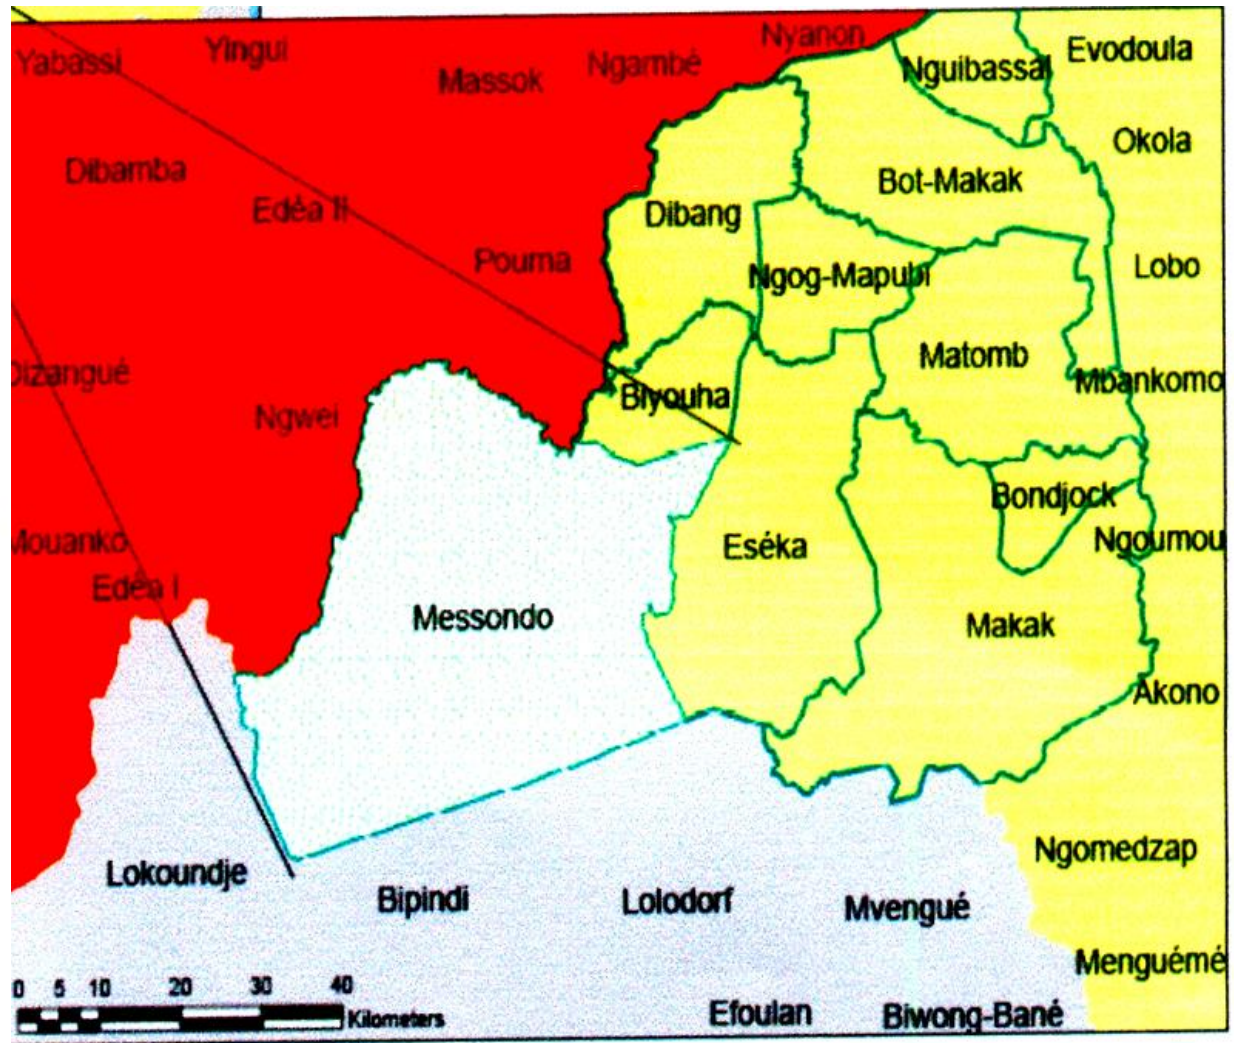 Nyanon
Yingui
Evodoula
Yabassi
Ngambé
Nguibassal
Massok
Okola
Dibamba
Bot-Makak
Edéa II
Dibang
Pouma
Lobo
Ngog-Mapubi
Matomb
Dizangué
Mbankomo
Biyouha
Ngwei
Bondjock
Mouanko
Eséka
Ngoumou
Edéa I
Messondo
Makak
Akono
Ngomedzap
Lokoundje
Bipindi
Lolodorf
Mvengué
Menguémé
0 5 10 20 30 40
Kilometers
Efoulan
Biwong-Bané